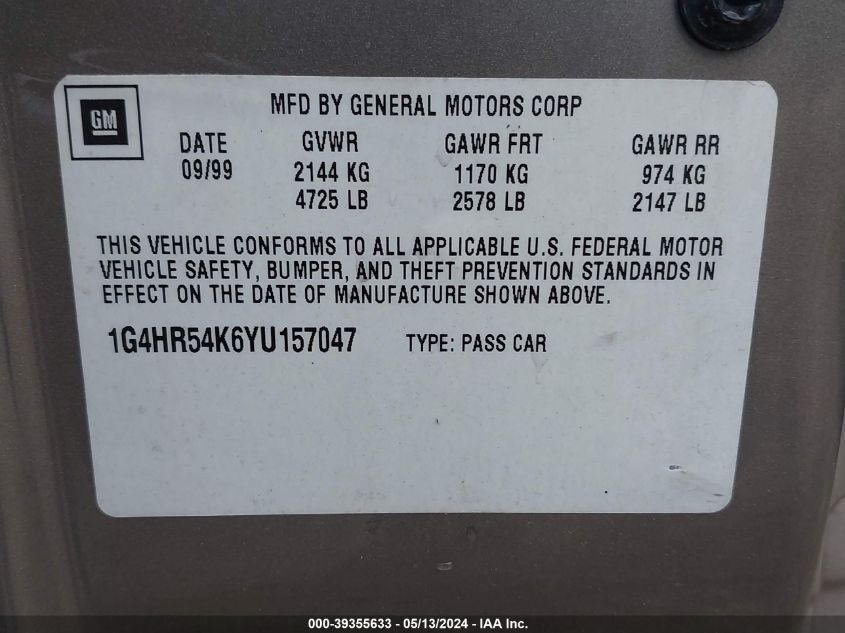 GM
MFD BY GENERAL MOTORS CORP
DATE GVWR GAWR FRT GAWR RR
09/99 2144 KG 1170 KG 974 KG
4725 LB 2578 LB 2147 LB
THIS VEHICLE CONFORMS TO ALL APPLICABLE U.S. FEDERAL MOTOR
VEHICLE SAFETY, BUMPER, AND THEFT PREVENTION STANDARDS IN
EFFECT ON THE DATE OF MANUFACTURE SHOWN ABOVE.
1G4HR54K6YU157047 TYPE: PASS CAR
000-39355633 - 05/13/2024 - IAA Inc.